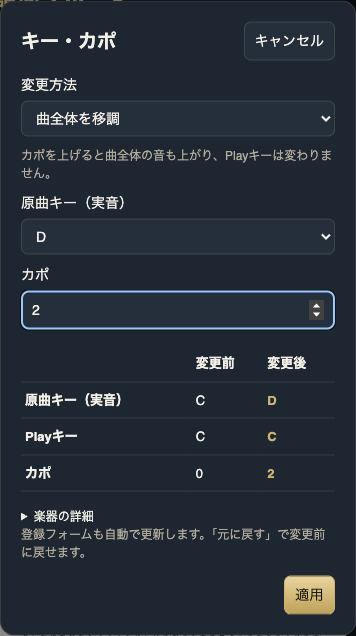 キー・カポ
キャンセル
変更方法
曲全体を移調
カポを上げると曲全体の音も上がり、Playキーは変わりま
せん。
原曲キー（実音）
D
カポ
2
変更前 変更後
原曲キー（実音） C D
Playキー C C
カポ 0 2
▶ 楽器の詳細
登録フォームも自動で更新します。「元に戻す」で変更前
に戻せます。
適用